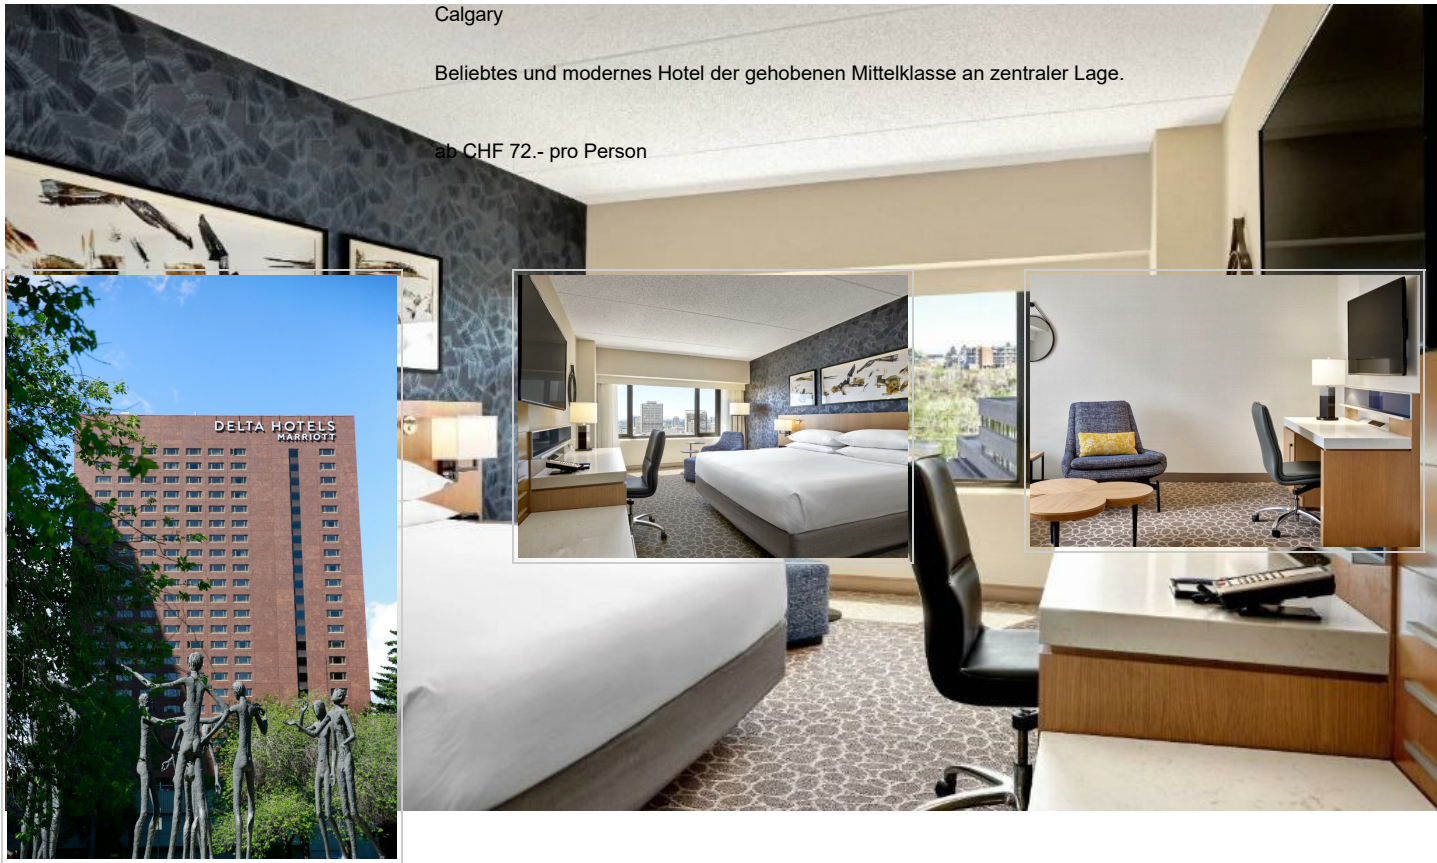 Calgary
Beliebtes und modernes Hotel der gehobenen Mittelklasse an zentraler Lage.
ab CHF 72.- pro Person
DELTA HOTELS
MARRIOTT